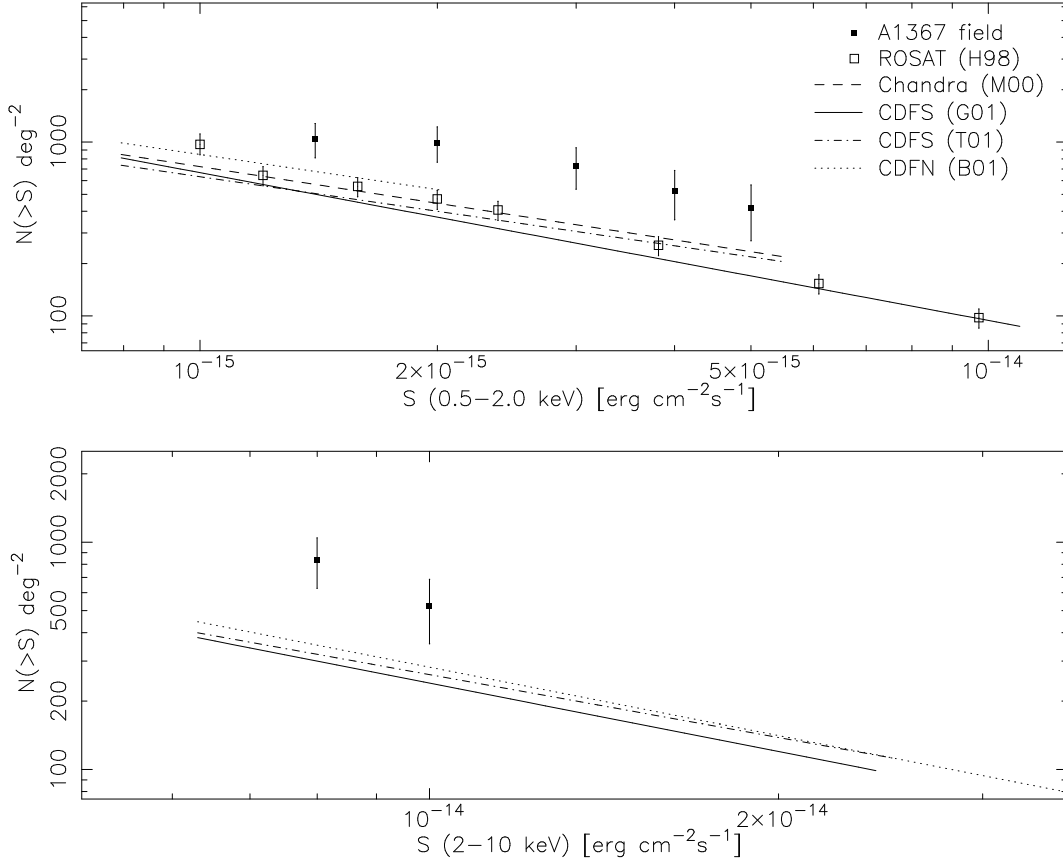 A1367 field
ROSAT (H98)
Chandra (M00)
CDFS (G01)
CDFS (T01)
CDFN (B01)
N(>S) deg⁻²
1000
100
10⁻¹⁵
2×10⁻¹⁵
5×10⁻¹⁵
10⁻¹⁴
S (0.5−2.0 keV) [erg cm⁻²s⁻¹]
N(>S) deg⁻²
2000
1000
500
200
100
10⁻¹⁴
2×10⁻¹⁴
S (2−10 keV) [erg cm⁻²s⁻¹]